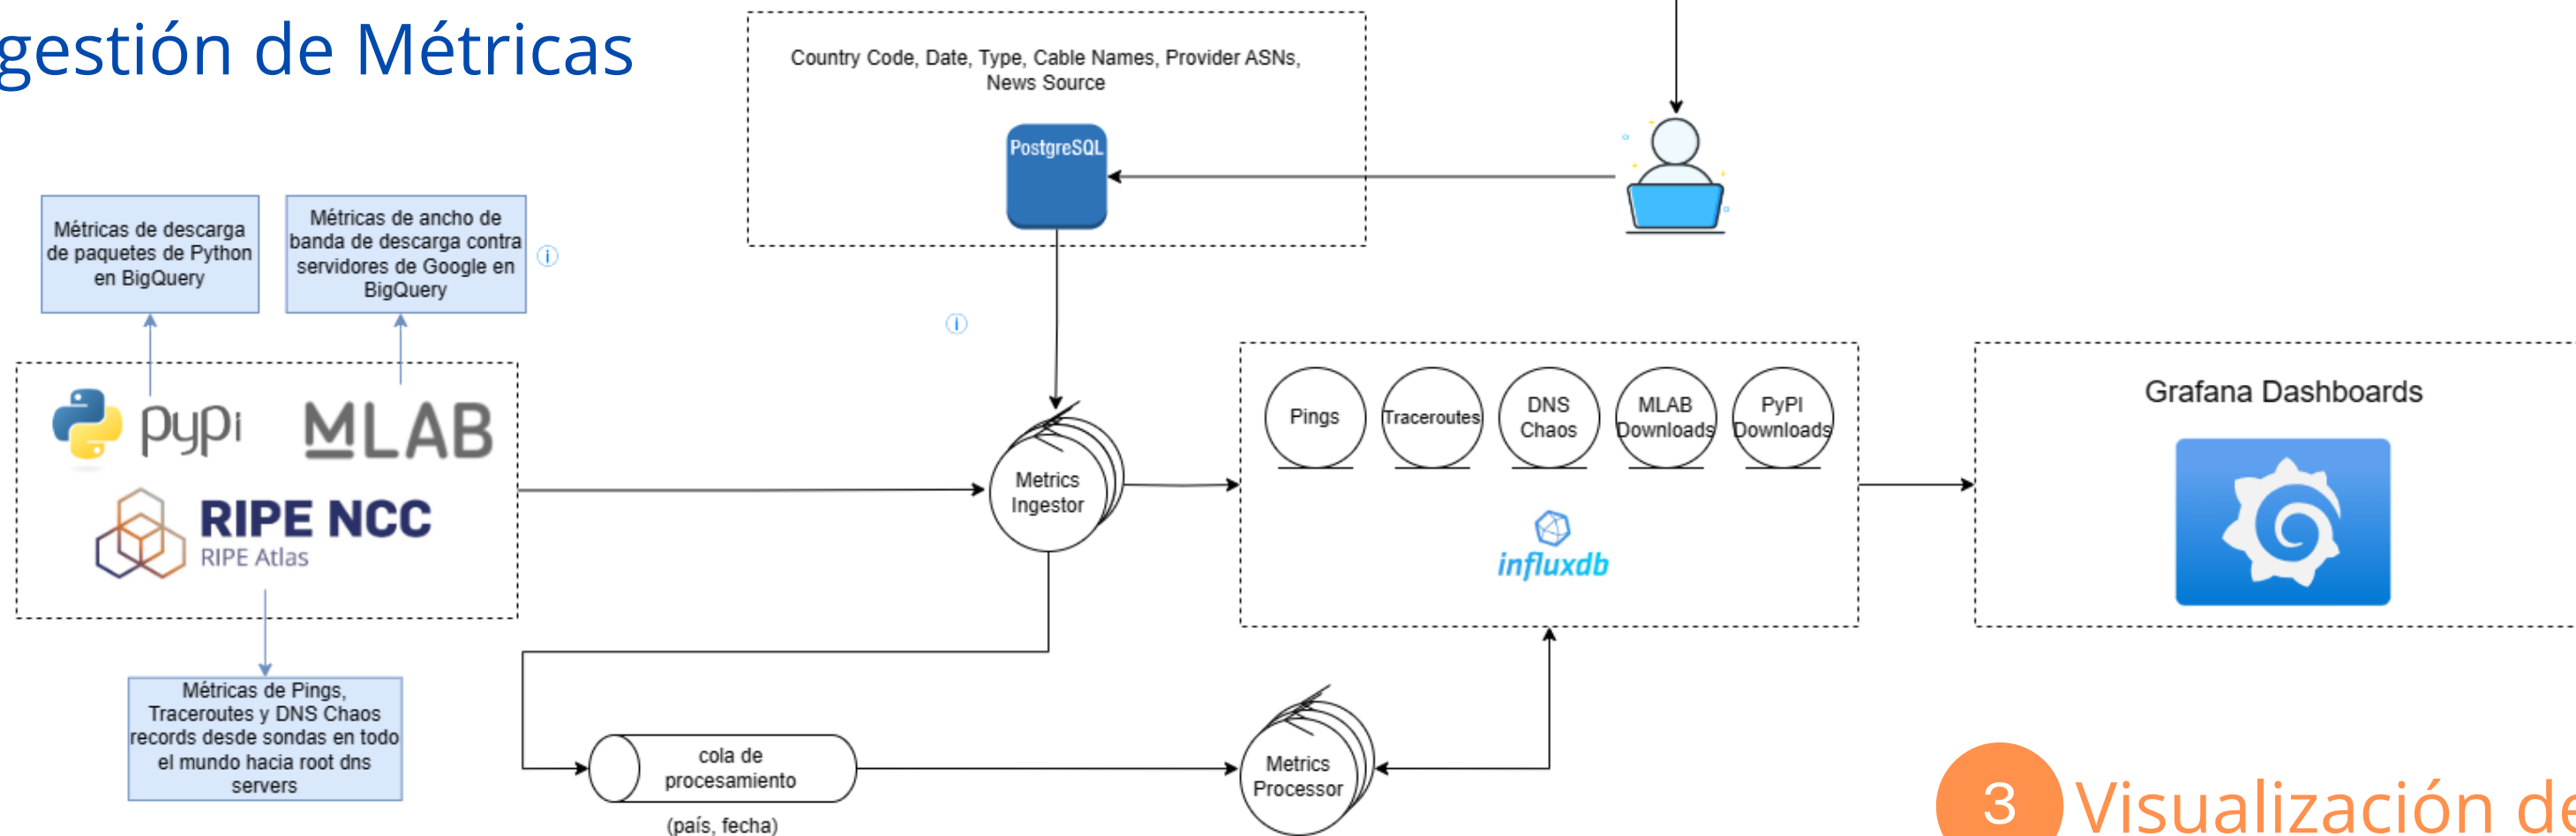 gestión de Métricas
Country Code, Date, Type, Cable Names, Provider ASNs,
News Source
PostgreSQL
Métricas de descarga
de paquetes de Python
en BigQuery
Métricas de ancho de
banda de descarga contra
servidores de Google en
BigQuery
i
i
pypi
MLAB
RIPE NCC
RIPE Atlas
Métricas de Pings,
Traceroutes y DNS Chaos
records desde sondas en todo
el mundo hacia root dns
servers
Metrics
Ingestor
Pings
Traceroutes
DNS
Chaos
MLAB
Downloads
PyPI
Downloads
influxdb
Grafana Dashboards
cola de
procesamiento
(país, fecha)
Metrics
Processor
3
Visualización de